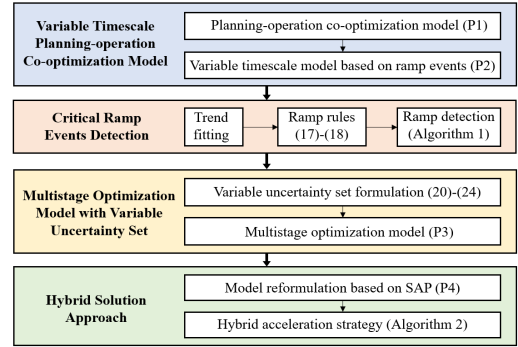 Variable Timescale
Planning-operation
Co-optimization Model
Planning-operation co-optimization model (P1)
Variable timescale model based on ramp events (P2)
Critical Ramp
Events Detection
Trend
fitting
Ramp rules
(17)-(18)
Ramp detection
(Algorithm 1)
Multistage Optimization
Model with Variable
Uncertainty Set
Variable uncertainty set formulation (20)-(24)
Multistage optimization model (P3)
Hybrid Solution
Approach
Model reformulation based on SAP (P4)
Hybrid acceleration strategy (Algorithm 2)